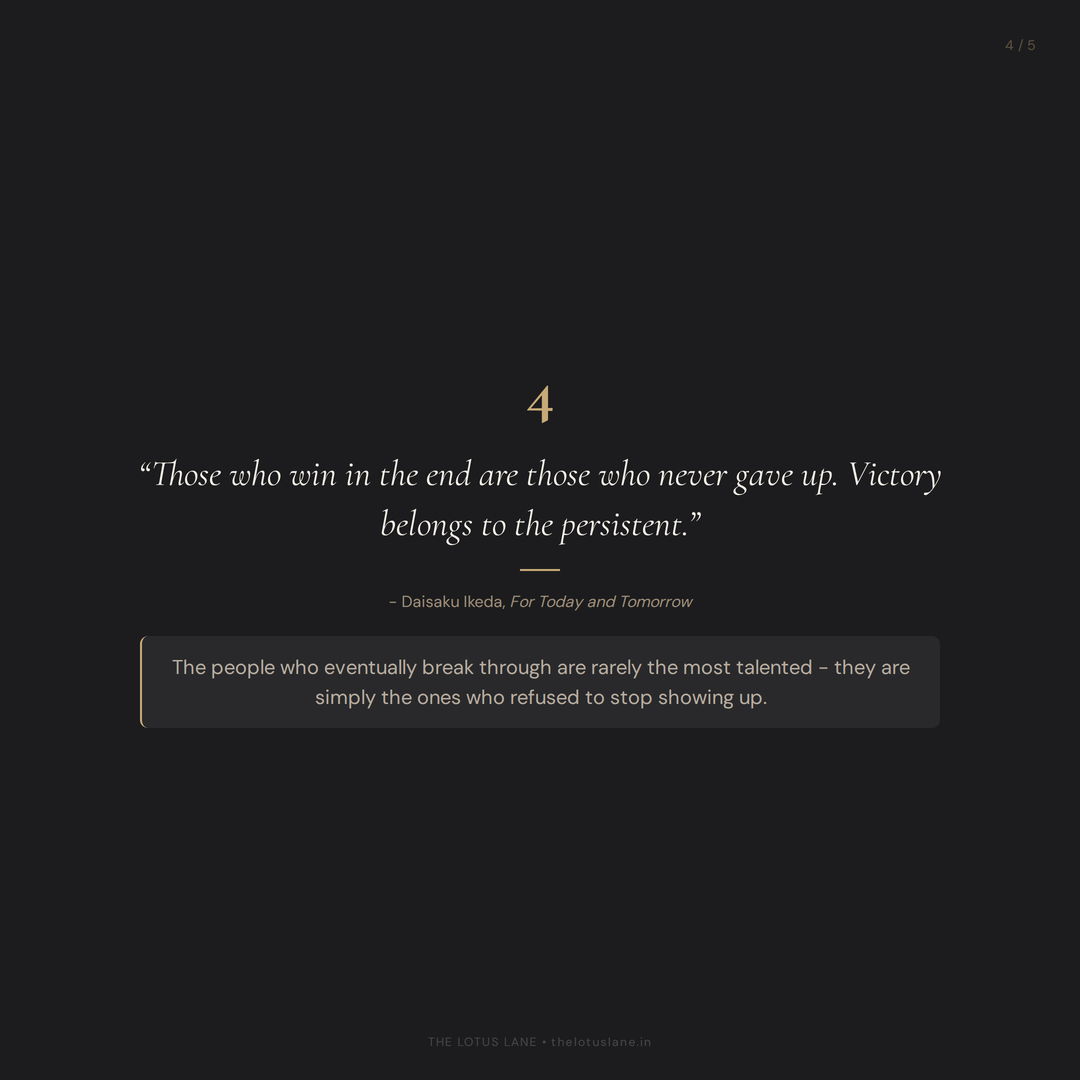 4 / 5
4
“Those who win in the end are those who never gave up. Victory
belongs to the persistent.”
– Daisaku Ikeda, For Today and Tomorrow
The people who eventually break through are rarely the most talented – they are
simply the ones who refused to stop showing up.
THE LOTUS LANE • thelotuslane.in